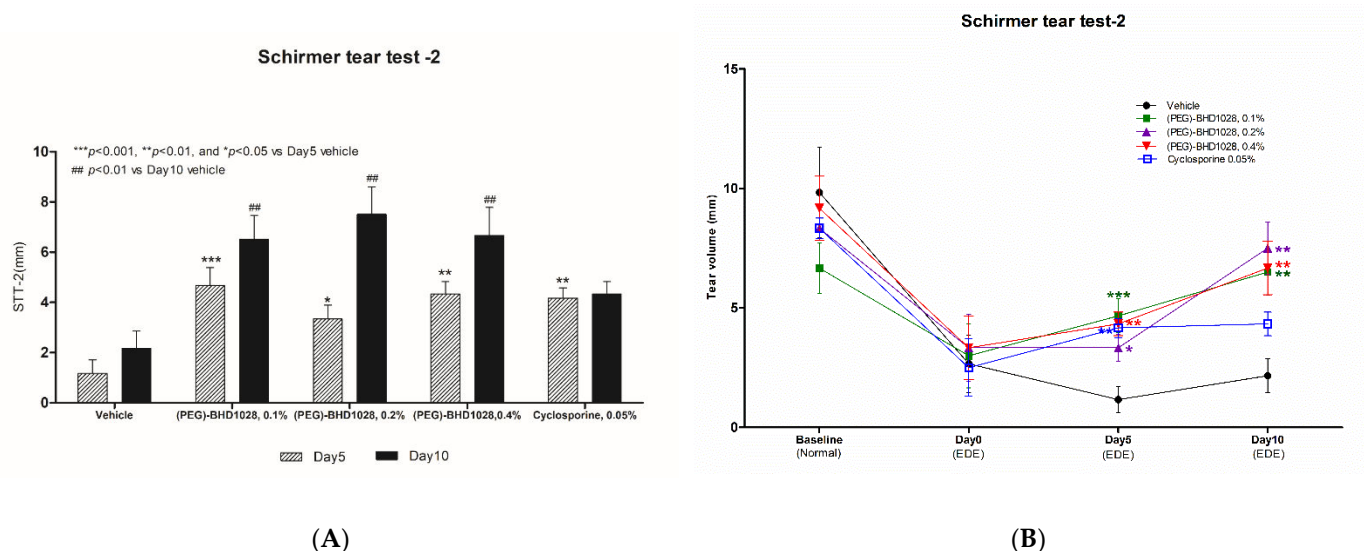 Schirmer tear test -2
***p<0.001, **p<0.01, and *p<0.05 vs Day5 vehicle
## p<0.01 vs Day10 vehicle
10
8
6
4
2
0
STT-2(mm)
***
##
*
##
**
##
**
Vehicle
(PEG)-BHD1028, 0.1%
(PEG)-BHD1028, 0.2%
(PEG)-BHD1028,0.4%
Cyclosporine, 0.05%
Day5
Day10
(A)
Schirmer tear test-2
15
10
5
0
Tear volume (mm)
Vehicle
(PEG)-BHD1028, 0.1%
(PEG)-BHD1028, 0.2%
(PEG)-BHD1028, 0.4%
Cyclosporine 0.05%
***
**
**
*
**
**
**
Baseline
(Normal)
Day0
(EDE)
Day5
(EDE)
Day10
(EDE)
(B)